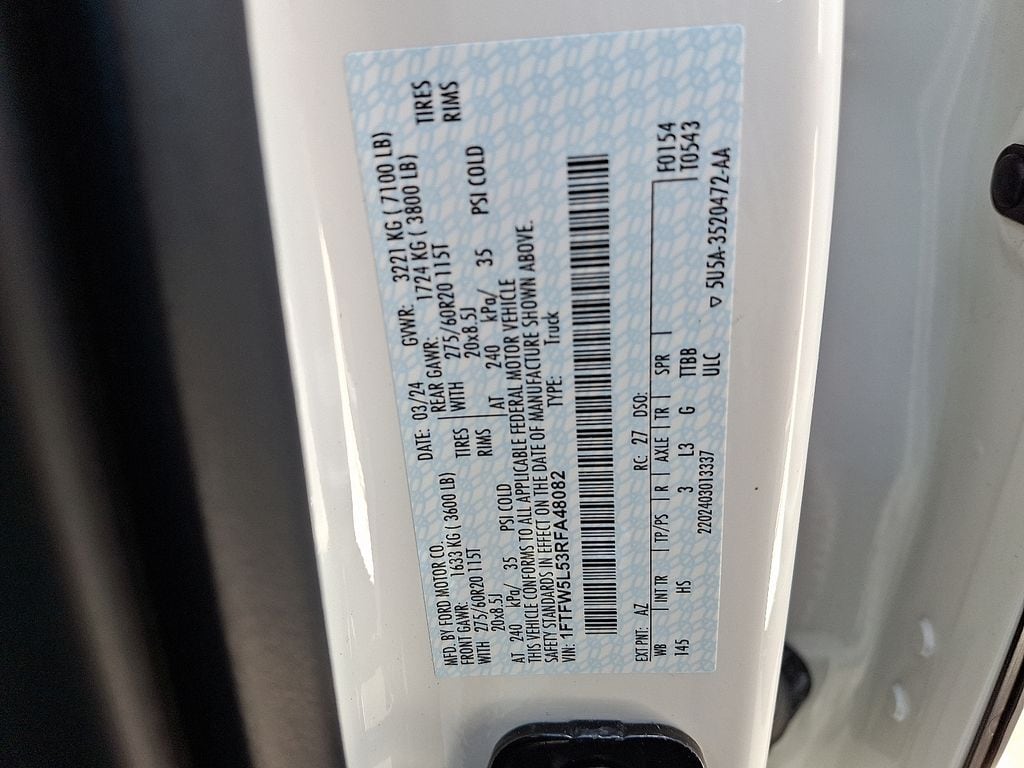 MFD. BY FORD MOTOR CO.
DATE: 03/24 GVWR: 3221 KG ( 7100 LB)
FRONT GAWR: 1633 KG ( 3600 LB) REAR GAWR: 1724 KG ( 3800 LB)
WITH 275/60R20 115T TIRES WITH 275/60R20 115T TIRES
20x8.5J RIMS 20x8.5J RIMS
AT 240 kPa/ 35 PSI COLD AT 240 kPa/ 35 PSI COLD
THIS VEHICLE CONFORMS TO ALL APPLICABLE FEDERAL MOTOR VEHICLE
SAFETY STANDARDS IN EFFECT ON THE DATE OF MANUFACTURE SHOWN ABOVE.
VIN: 1FTFW5L53RFA48082 TYPE: Truck
EXT PNT: AZ RC: 27 DSO: F0154
WB INT TR TP/PS R AXLE TR SPR T0543
145 HS 3 L3 G TTBB
2202403013337 ULC ▽ 5U5A-3520472-AA